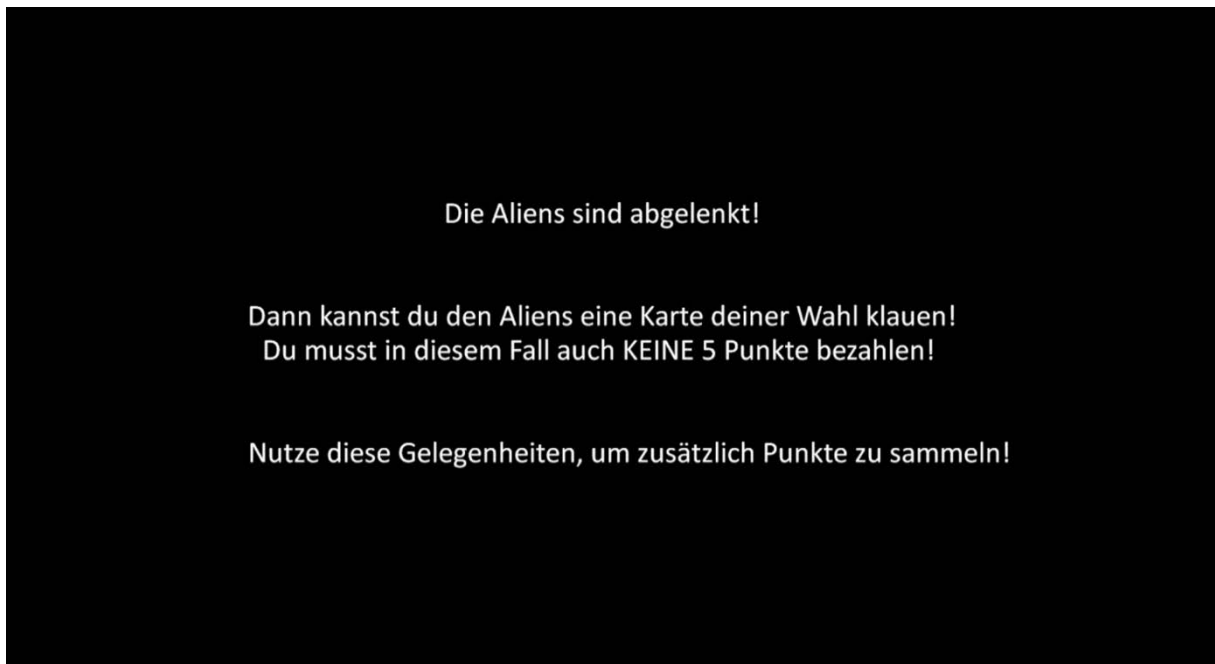 Die Aliens sind abgelenkt!
Dann kannst du den Aliens eine Karte deiner Wahl klauen!
Du musst in diesem Fall auch KEINE 5 Punkte bezahlen!
Nutze diese Gelegenheiten, um zusätzlich Punkte zu sammeln!